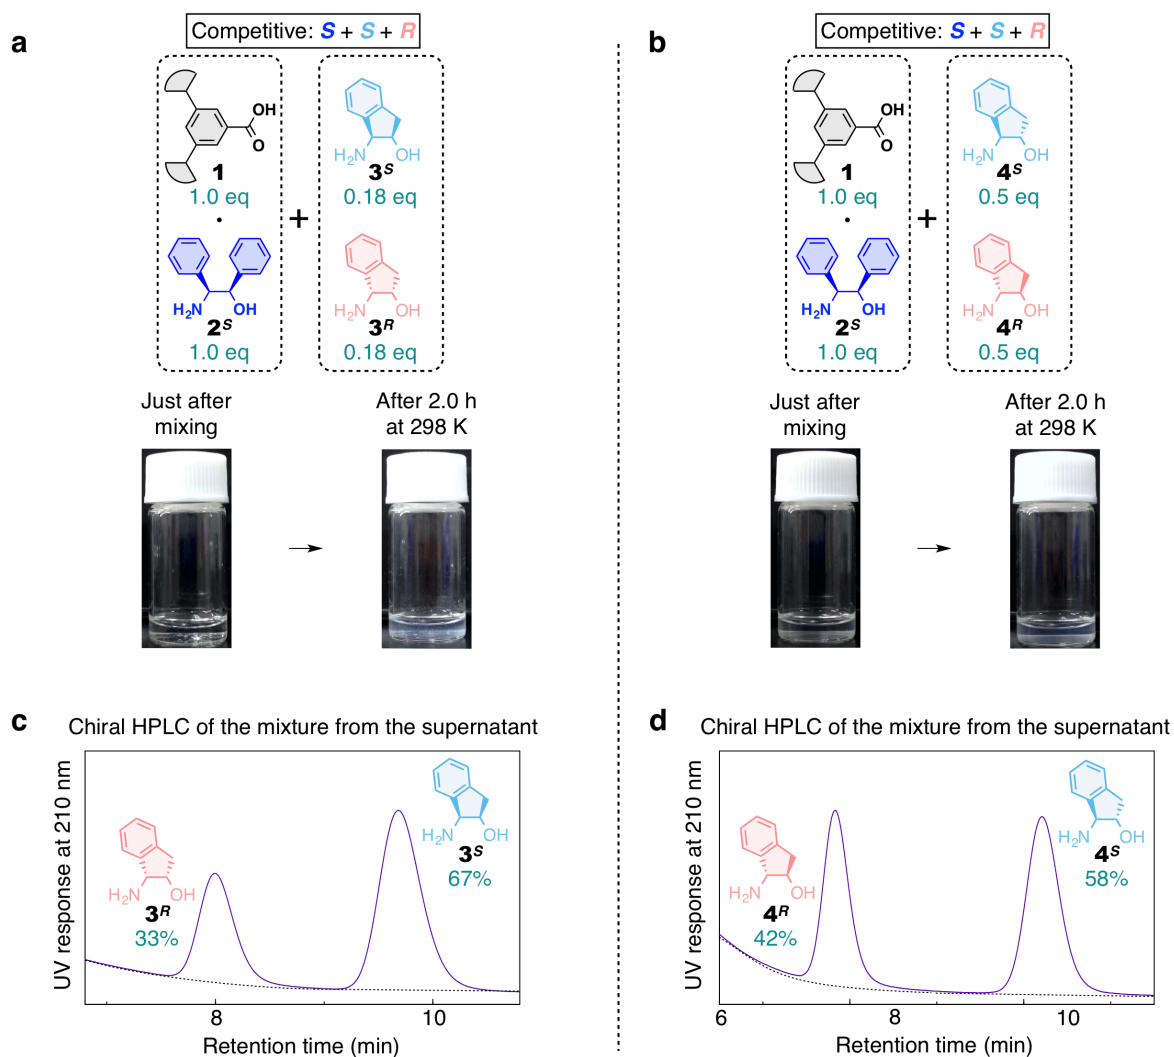 a
Competitive: S + S + R
OH
O
1
1.0 eq
·
H₂N
OH
2ˢ
1.0 eq
+
H₂N
OH
3ˢ
0.18 eq
H₂N
OH
3ᴿ
0.18 eq
Just after
mixing
After 2.0 h
at 298 K
b
Competitive: S + S + R
OH
O
1
1.0 eq
·
H₂N
OH
2ˢ
1.0 eq
+
H₂N
OH
4ˢ
0.5 eq
H₂N
OH
4ᴿ
0.5 eq
Just after
mixing
After 2.0 h
at 298 K
c
Chiral HPLC of the mixture from the supernatant
UV response at 210 nm
H₂N
OH
3ᴿ
33%
H₂N
OH
3ˢ
67%
8
10
Retention time (min)
d
Chiral HPLC of the mixture from the supernatant
UV response at 210 nm
H₂N
OH
4ᴿ
42%
H₂N
OH
4ˢ
58%
6
8
10
Retention time (min)